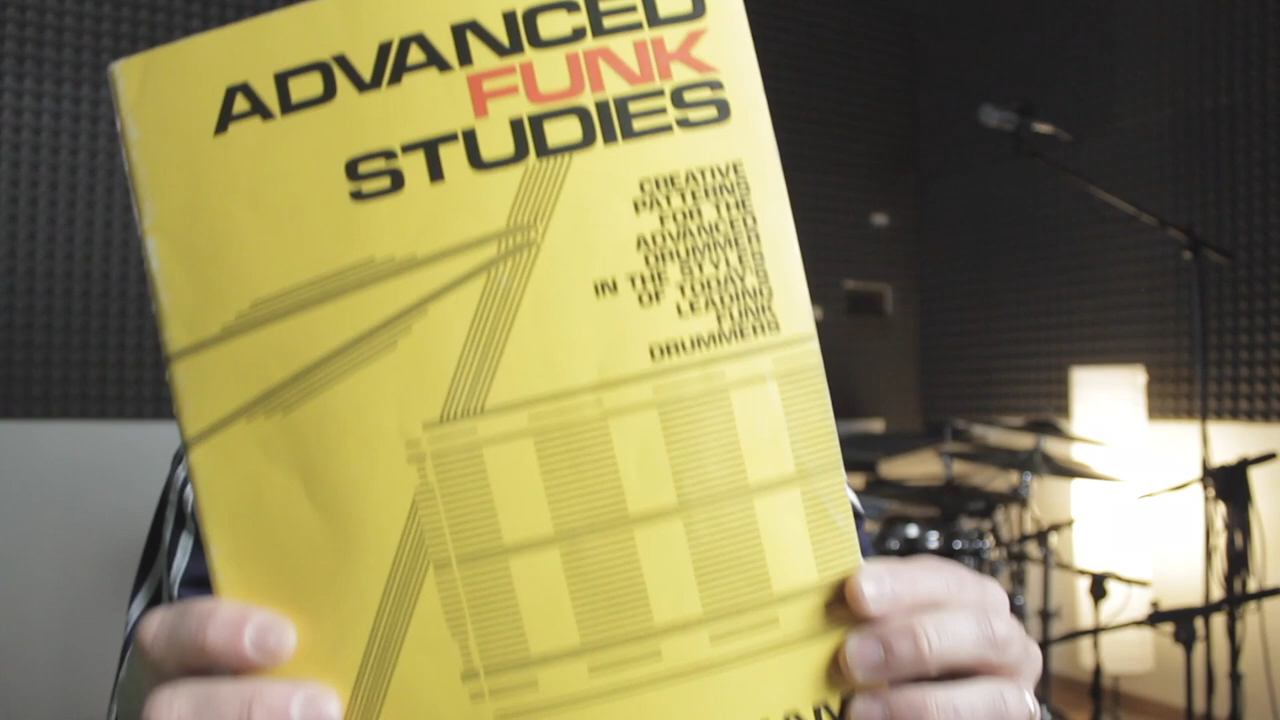 ADVANCED
FUNK
STUDIES
CREATIVE
PATTERNS
FOR THE
ADVANCED
DRUMMER
IN THE STYLES
OF TODAY'S
LEADING
FUNK
DRUMMERS